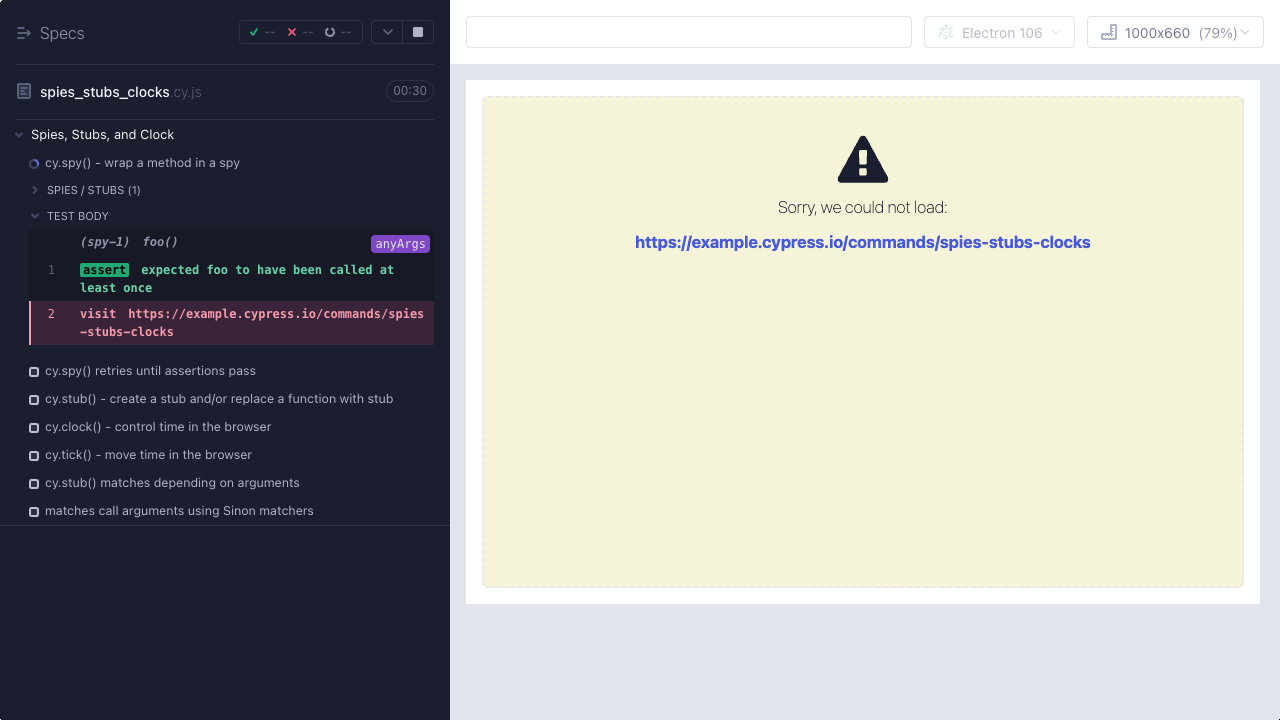 Specs
--
--
--
Electron 106
1000x660 (79%)
spies_stubs_clocks.cy.js
00:30
Spies, Stubs, and Clock
cy.spy() - wrap a method in a spy
SPIES / STUBS (1)
TEST BODY
(spy-1) foo() anyArgs
1 assert expected foo to have been called at
least once
2 visit https://example.cypress.io/commands/spies
-stubs-clocks
cy.spy() retries until assertions pass
cy.stub() - create a stub and/or replace a function with stub
cy.clock() - control time in the browser
cy.tick() - move time in the browser
cy.stub() matches depending on arguments
matches call arguments using Sinon matchers
Sorry, we could not load:
https://example.cypress.io/commands/spies-stubs-clocks